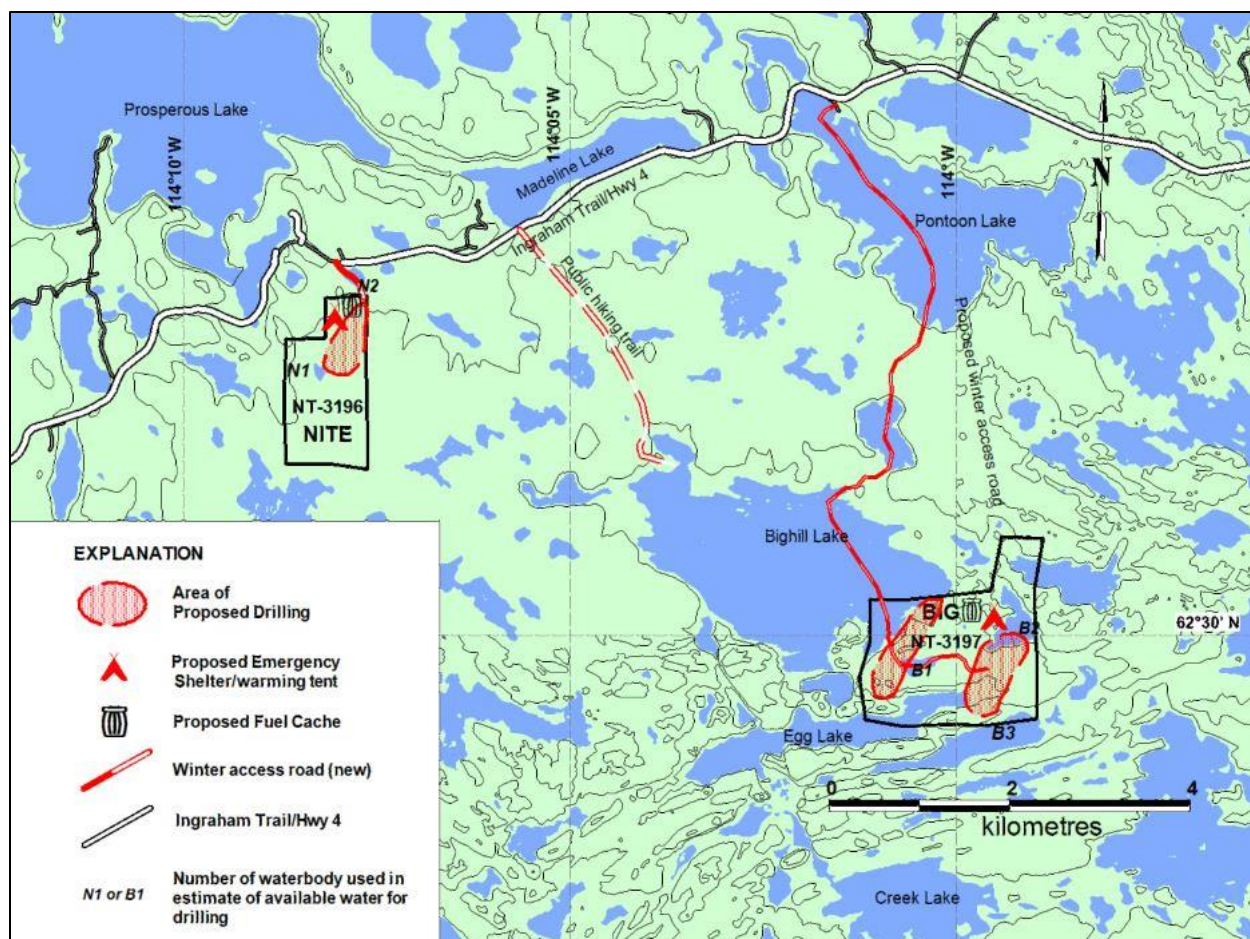 Prosperous Lake
114°10' W
114°05' W
114° W
N
Madeline Lake
Ingraham Trail/Hwy 4
Pontoon Lake
Public hiking trail
Proposed winter access road
N2
N1
NT-3196
NITE
Bighill Lake
62°30' N
BIG
NT-3197
B2
B1
B3
Egg Lake
0 2 4
kilometres
Creek Lake
EXPLANATION
Area of
Proposed Drilling
Proposed Emergency
Shelter/warming tent
Proposed Fuel Cache
Winter access road (new)
Ingraham Trail/Hwy 4
N1 or B1
Number of waterbody used in
estimate of available water for
drilling